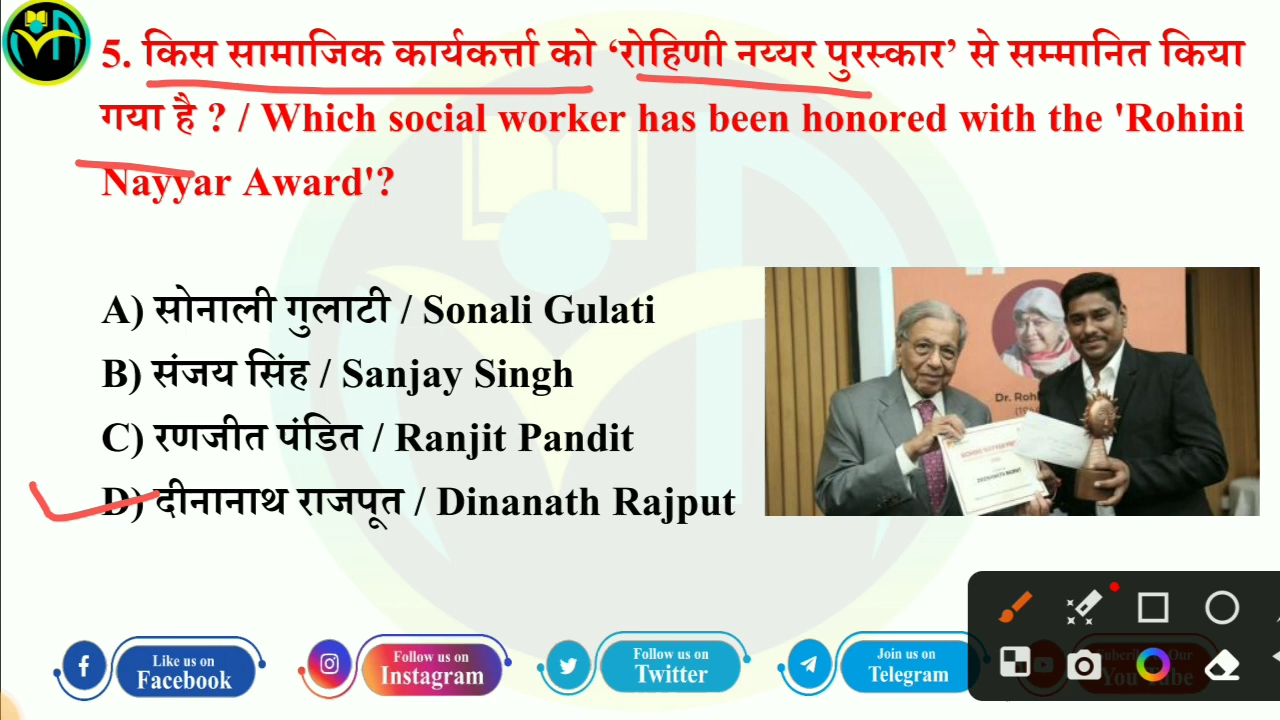 5. किस सामाजिक कार्यकर्त्ता को ‘रोहिणी नय्यर पुरस्कार’ से सम्मानित किया
गया है ? / Which social worker has been honored with the 'Rohini
Nayyar Award'?
A) सोनाली गुलाटी / Sonali Gulati
B) संजय सिंह / Sanjay Singh
C) रणजीत पंडित / Ranjit Pandit
D) दीनानाथ राजपूत / Dinanath Rajput
Dr. Roh
Like us on
Facebook
Follow us on
Instagram
Follow us on
Twitter
Join us on
Telegram